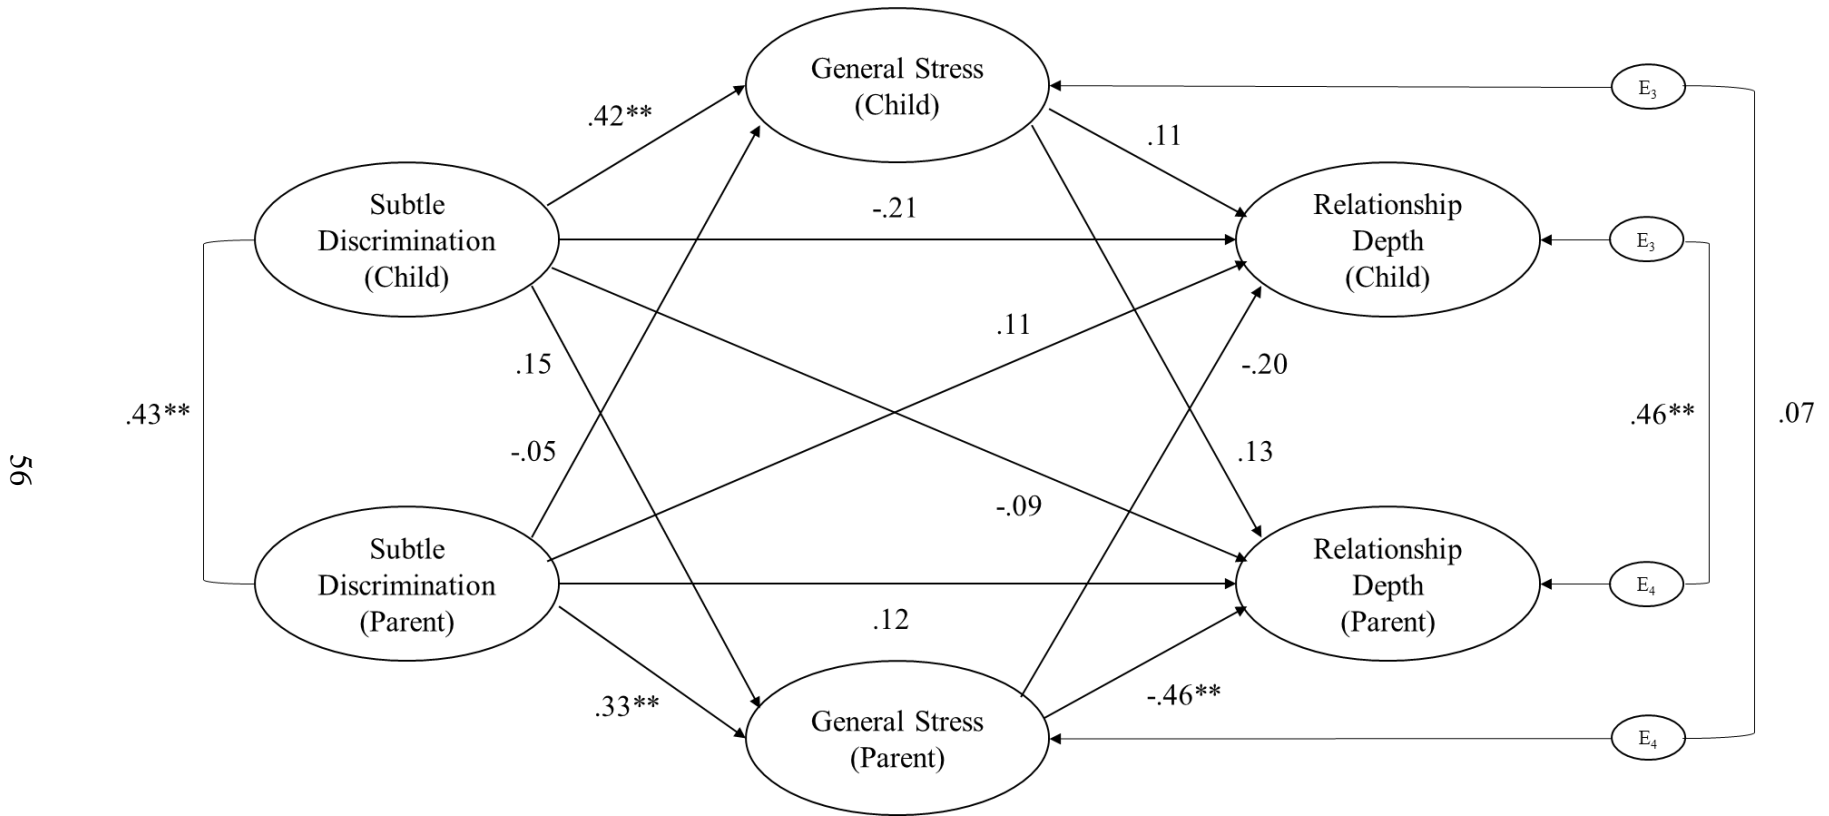 General Stress
(Child)
E3
.42**
.11
Subtle
Discrimination
(Child)
-.21
Relationship
Depth
(Child)
E3
.11
.15
-.20
.43**
.46**
.07
-.05
.13
56
-.09
Subtle
Discrimination
(Parent)
Relationship
Depth
(Parent)
E4
.12
.33**
-.46**
General Stress
(Parent)
E4